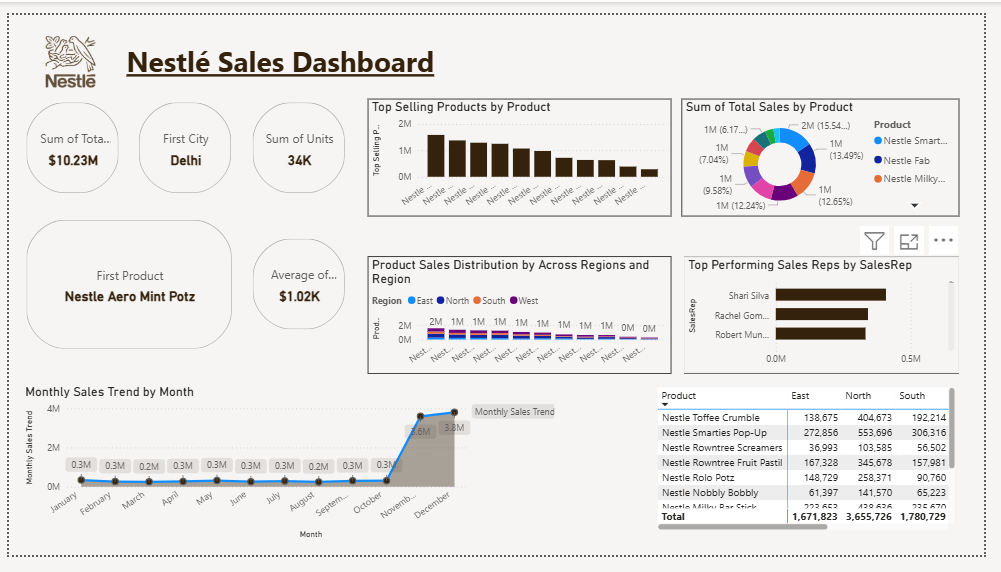 Nestlé
Nestlé Sales Dashboard
Sum of Tota...
$10.23M
First City
Delhi
Sum of Units
34K
First Product
Nestle Aero Mint Potz
Average of...
$1.02K
Top Selling Products by Product
Top Selling P...
2M
1M
0M
Nestle ...
Nestle ...
Nestle ...
Nestle ...
Nestle ...
Nestle ...
Nestle ...
Nestle ...
Nestle ...
Nestle ...
Sum of Total Sales by Product
2M (15.54...)
1M
(13.49%)
1M
(12.65%)
1M (12.24%)
1M
(9.58%)
1M
(7.04%)
1M (6.17...)
Product
Nestle Smart...
Nestle Fab
Nestle Milky...
Product Sales Distribution by Across Regions and
Region
Region East North South West
Prod...
2M
0M
2M 1M 1M 1M 1M 1M 1M 1M 1M 0M 0M
Nest...
Nest...
Nest...
Nest...
Nest...
Nest...
Nest...
Nest...
Nest...
Nest...
Top Performing Sales Reps by SalesRep
SalesRep
Shari Silva
Rachel Gom...
Robert Mun...
0.0M 0.5M
Monthly Sales Trend by Month
Monthly Sales Trend
4M
2M
0M
0.3M 0.3M 0.2M 0.3M 0.3M 0.3M 0.3M 0.2M 0.3M 0.3M 3.6M 3.8M
Monthly Sales Trend
January
February
March
April
May
June
July
August
Septem...
October
Novemb...
December
Month
Product East North South
Nestle Toffee Crumble 138,675 404,673 192,214
Nestle Smarties Pop-Up 272,856 553,696 306,316
Nestle Rowntree Screamers 36,993 103,585 56,502
Nestle Rowntree Fruit Pastil 167,328 345,678 157,981
Nestle Rolo Potz 148,729 258,371 90,760
Nestle Nobbly Bobbly 61,397 141,570 65,223
Nestle Milky Bar Stick 223,653 438,636 235,670
Total 1,671,823 3,655,726 1,780,729